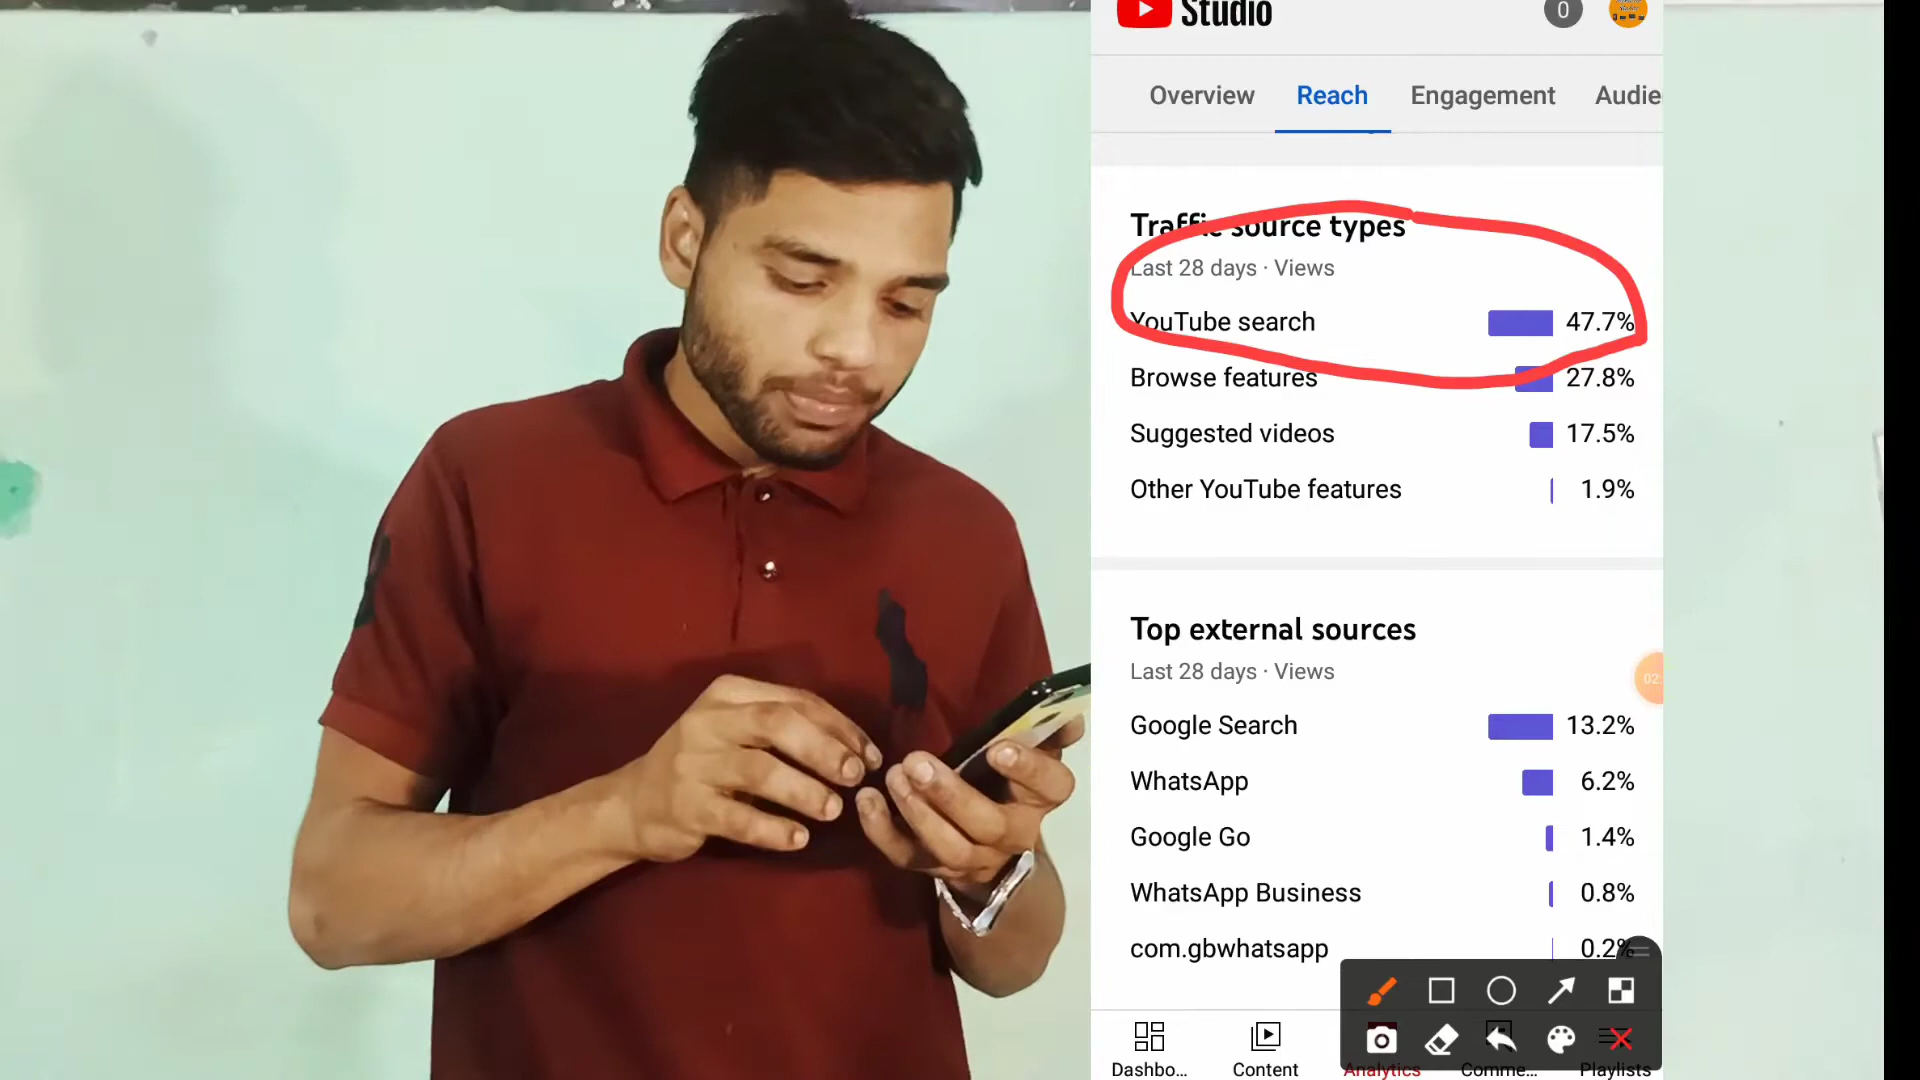 Studio
0
Overview Reach Engagement Audie
Traffic source types
Last 28 days · Views
YouTube search 47.7%
Browse features 27.8%
Suggested videos 17.5%
Other YouTube features 1.9%
Top external sources
Last 28 days · Views
02:
Google Search 13.2%
WhatsApp 6.2%
Google Go 1.4%
WhatsApp Business 0.8%
com.gbwhatsapp 0.2%
Dashbo... Content Analytics Comme... Playlists